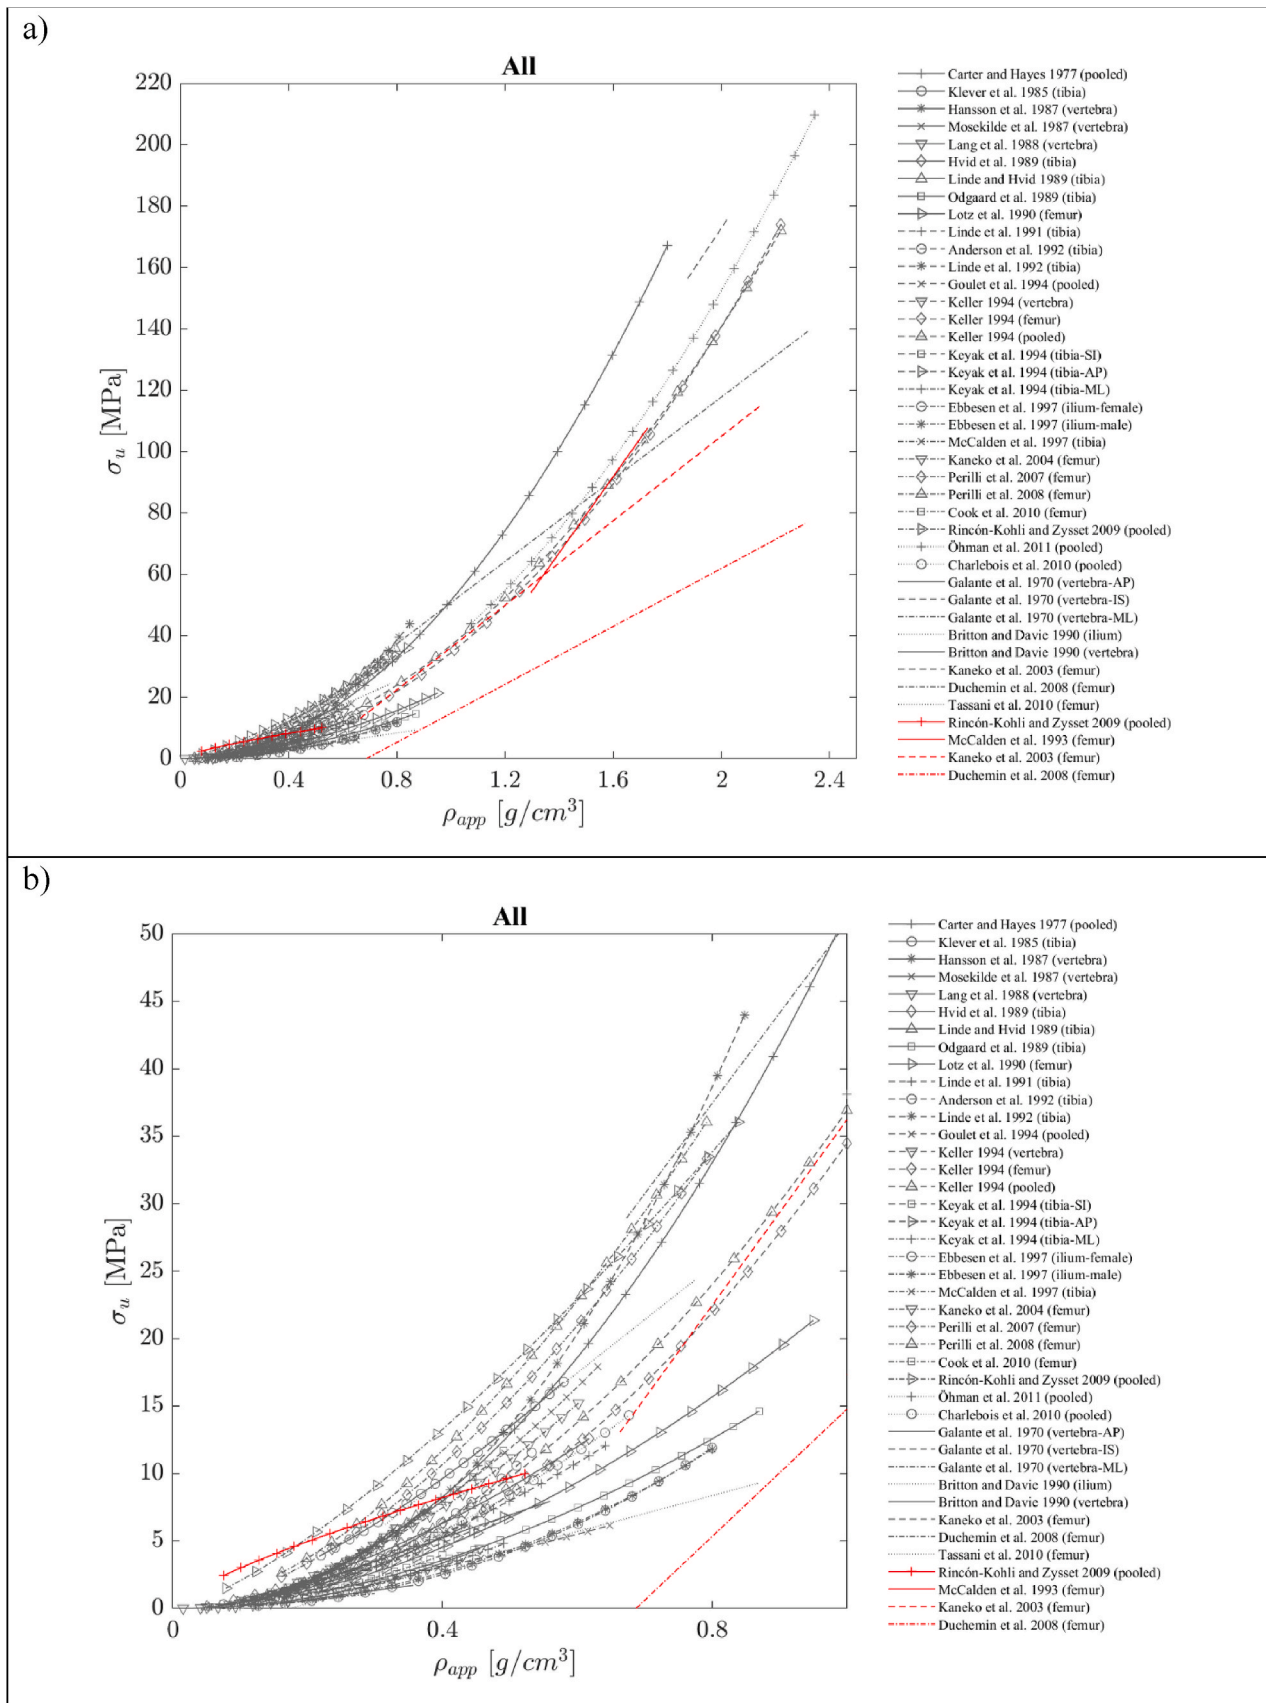 a)
All
220
200
180
160
140
120
100
80
60
40
20
0
σu [MPa]
0 0.4 0.8 1.2 1.6 2 2.4
ρapp [g/cm³]
Carter and Hayes 1977 (pooled)
Klever et al. 1985 (tibia)
Hansson et al. 1987 (vertebra)
Mosekilde et al. 1987 (vertebra)
Lang et al. 1988 (vertebra)
Hvid et al. 1989 (tibia)
Linde and Hvid 1989 (tibia)
Odgaard et al. 1989 (tibia)
Lotz et al. 1990 (femur)
Linde et al. 1991 (tibia)
Anderson et al. 1992 (tibia)
Linde et al. 1992 (tibia)
Goulet et al. 1994 (pooled)
Keller 1994 (vertebra)
Keller 1994 (femur)
Keller 1994 (pooled)
Keyak et al. 1994 (tibia-SI)
Keyak et al. 1994 (tibia-AP)
Keyak et al. 1994 (tibia-ML)
Ebbesen et al. 1997 (ilium-female)
Ebbesen et al. 1997 (ilium-male)
McCalden et al. 1997 (tibia)
Kaneko et al. 2004 (femur)
Perilli et al. 2007 (femur)
Perilli et al. 2008 (femur)
Cook et al. 2010 (femur)
Rincón-Kohli and Zysset 2009 (pooled)
Öhman et al. 2011 (pooled)
Charlebois et al. 2010 (pooled)
Galante et al. 1970 (vertebra-AP)
Galante et al. 1970 (vertebra-IS)
Galante et al. 1970 (vertebra-ML)
Britton and Davie 1990 (ilium)
Britton and Davie 1990 (vertebra)
Kaneko et al. 2003 (femur)
Duchemin et al. 2008 (femur)
Tassani et al. 2010 (femur)
Rincón-Kohli and Zysset 2009 (pooled)
McCalden et al. 1993 (femur)
Kaneko et al. 2003 (femur)
Duchemin et al. 2008 (femur)
b)
All
50
45
40
35
30
25
20
15
10
5
0
σu [MPa]
0 0.4 0.8
ρapp [g/cm³]
Carter and Hayes 1977 (pooled)
Klever et al. 1985 (tibia)
Hansson et al. 1987 (vertebra)
Mosekilde et al. 1987 (vertebra)
Lang et al. 1988 (vertebra)
Hvid et al. 1989 (tibia)
Linde and Hvid 1989 (tibia)
Odgaard et al. 1989 (tibia)
Lotz et al. 1990 (femur)
Linde et al. 1991 (tibia)
Anderson et al. 1992 (tibia)
Linde et al. 1992 (tibia)
Goulet et al. 1994 (pooled)
Keller 1994 (vertebra)
Keller 1994 (femur)
Keller 1994 (pooled)
Keyak et al. 1994 (tibia-SI)
Keyak et al. 1994 (tibia-AP)
Keyak et al. 1994 (tibia-ML)
Ebbesen et al. 1997 (ilium-female)
Ebbesen et al. 1997 (ilium-male)
McCalden et al. 1997 (tibia)
Kaneko et al. 2004 (femur)
Perilli et al. 2007 (femur)
Perilli et al. 2008 (femur)
Cook et al. 2010 (femur)
Rincón-Kohli and Zysset 2009 (pooled)
Öhman et al. 2011 (pooled)
Charlebois et al. 2010 (pooled)
Galante et al. 1970 (vertebra-AP)
Galante et al. 1970 (vertebra-IS)
Galante et al. 1970 (vertebra-ML)
Britton and Davie 1990 (ilium)
Britton and Davie 1990 (vertebra)
Kaneko et al. 2003 (femur)
Duchemin et al. 2008 (femur)
Tassani et al. 2010 (femur)
Rincón-Kohli and Zysset 2009 (pooled)
McCalden et al. 1993 (femur)
Kaneko et al. 2003 (femur)
Duchemin et al. 2008 (femur)